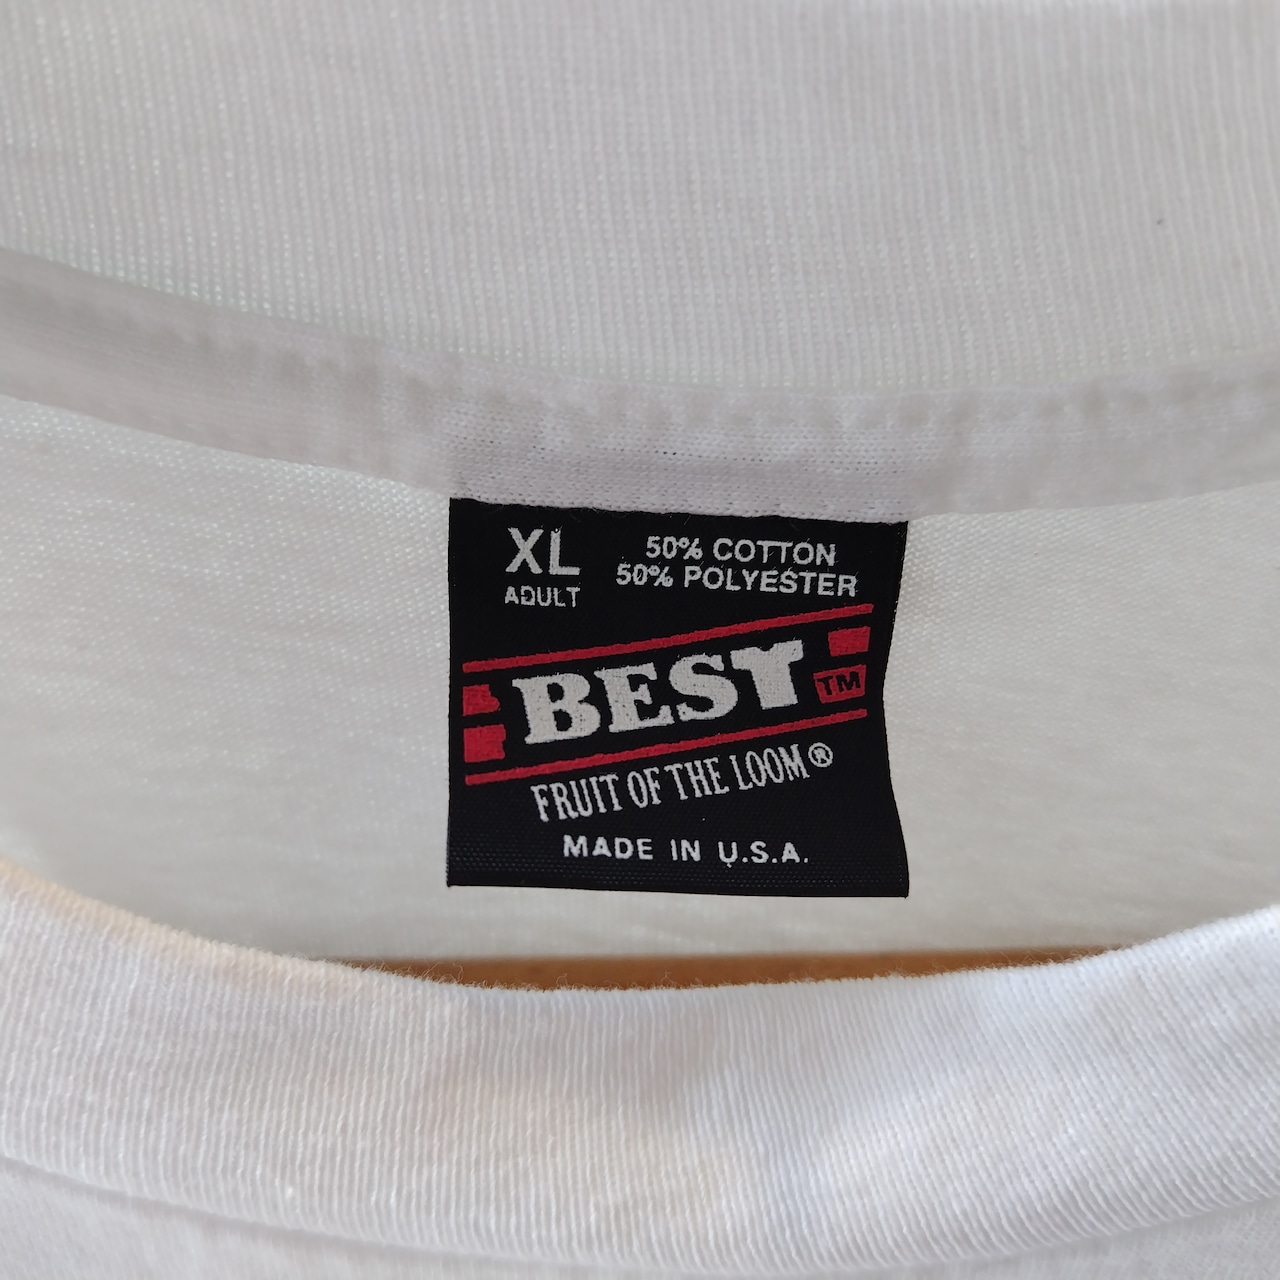 XL
ADULT
50% COTTON
50% POLYESTER
BEST™
FRUIT OF THE LOOM®
MADE IN U.S.A.